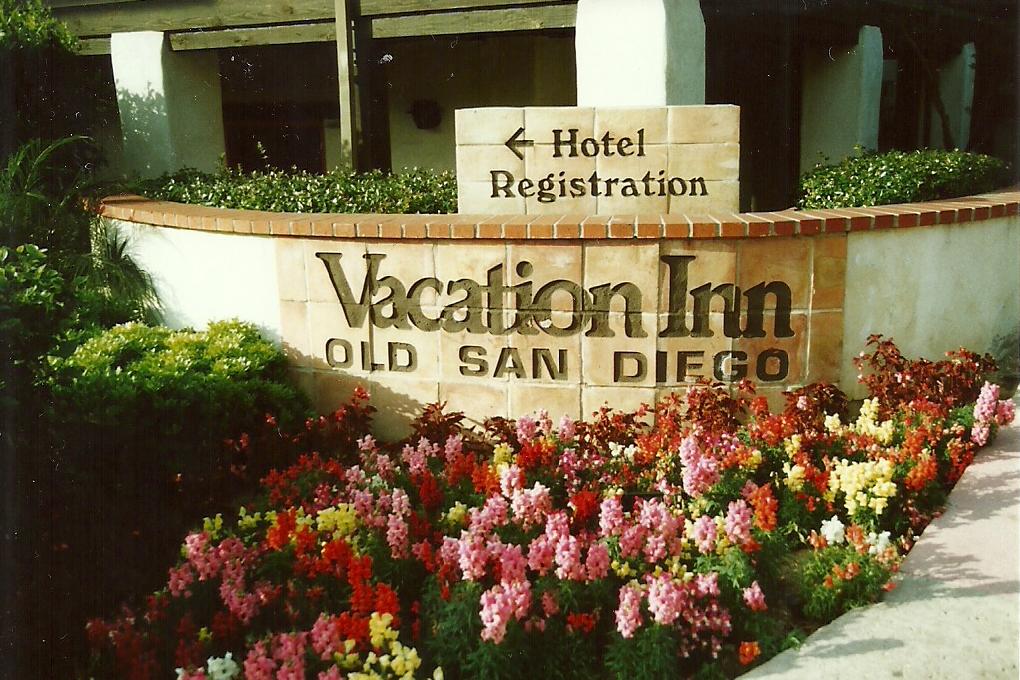 ← Hotel
Registration
Vacation Inn
OLD SAN DIEGO